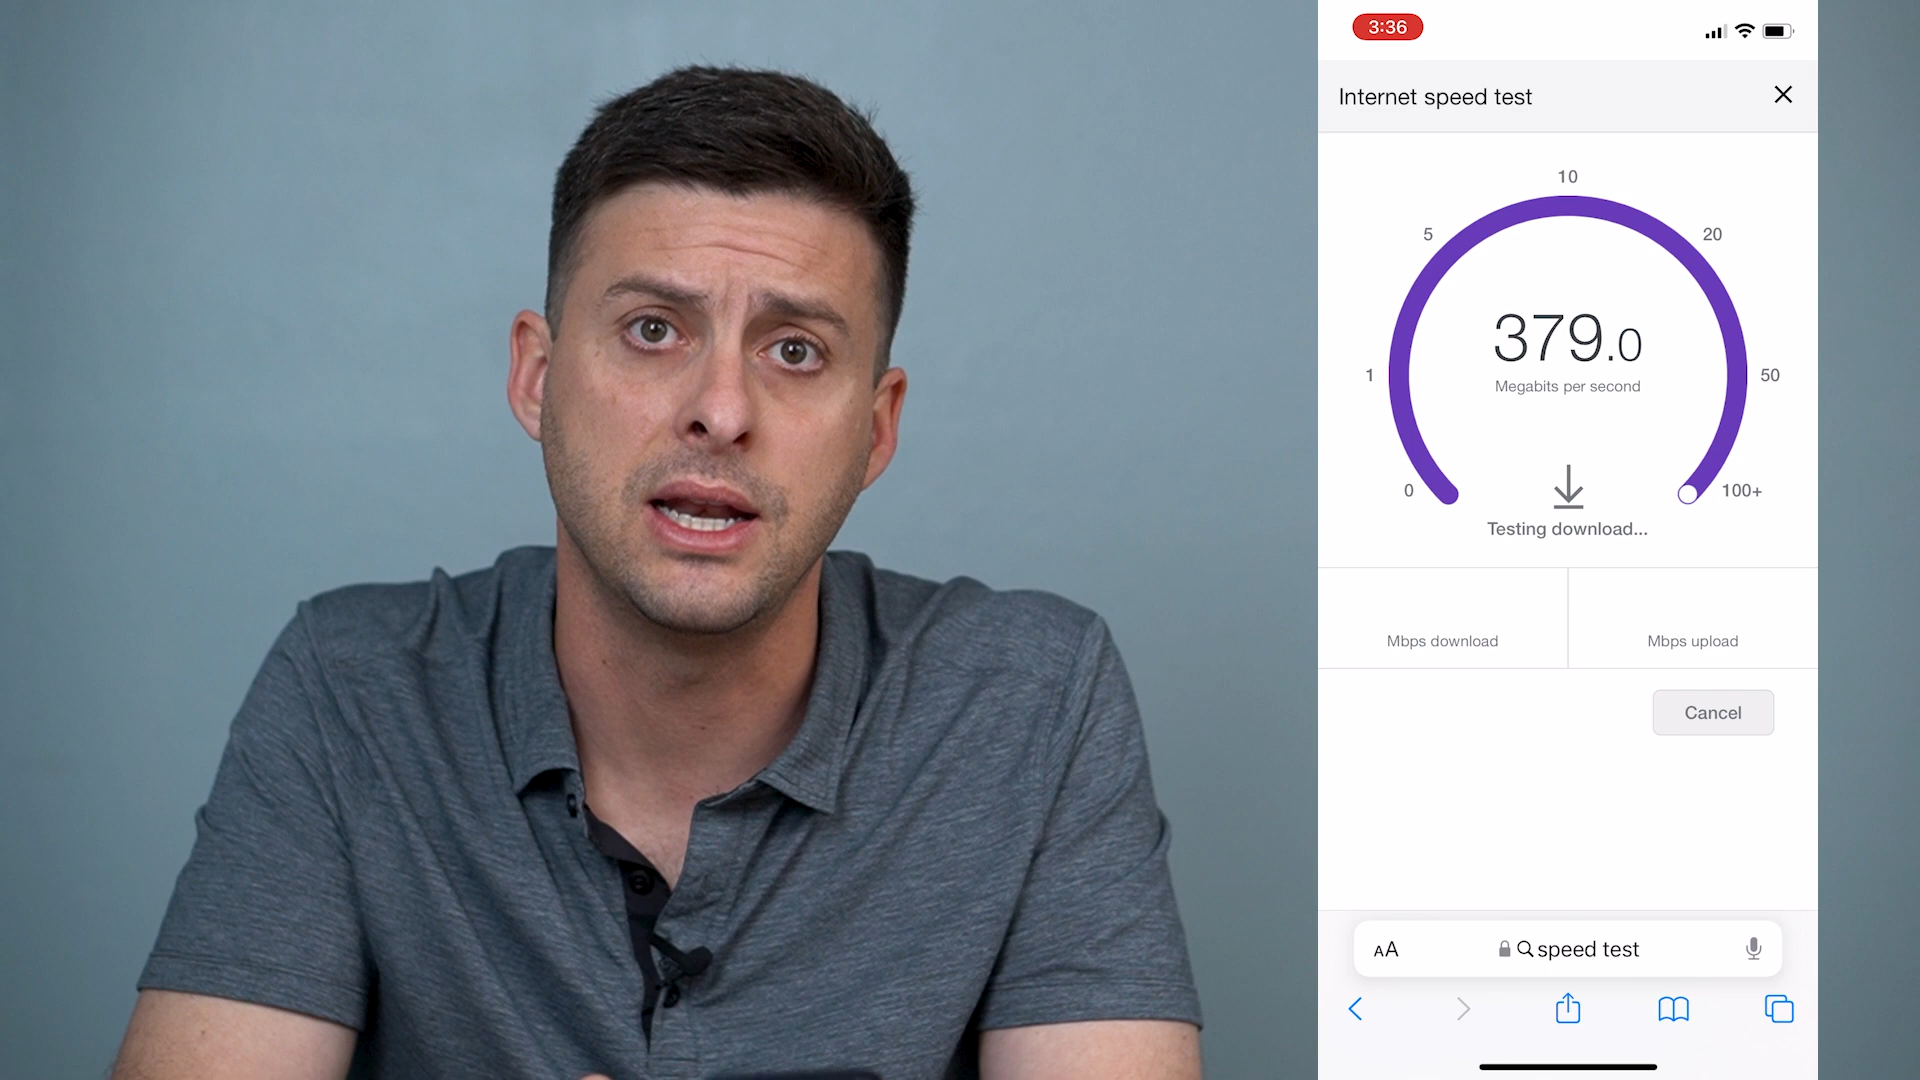 3:36
Internet speed test
10
5
20
379.0
Megabits per second
1
50
0
100+
Testing download...
Mbps download
Mbps upload
Cancel
AA
speed test